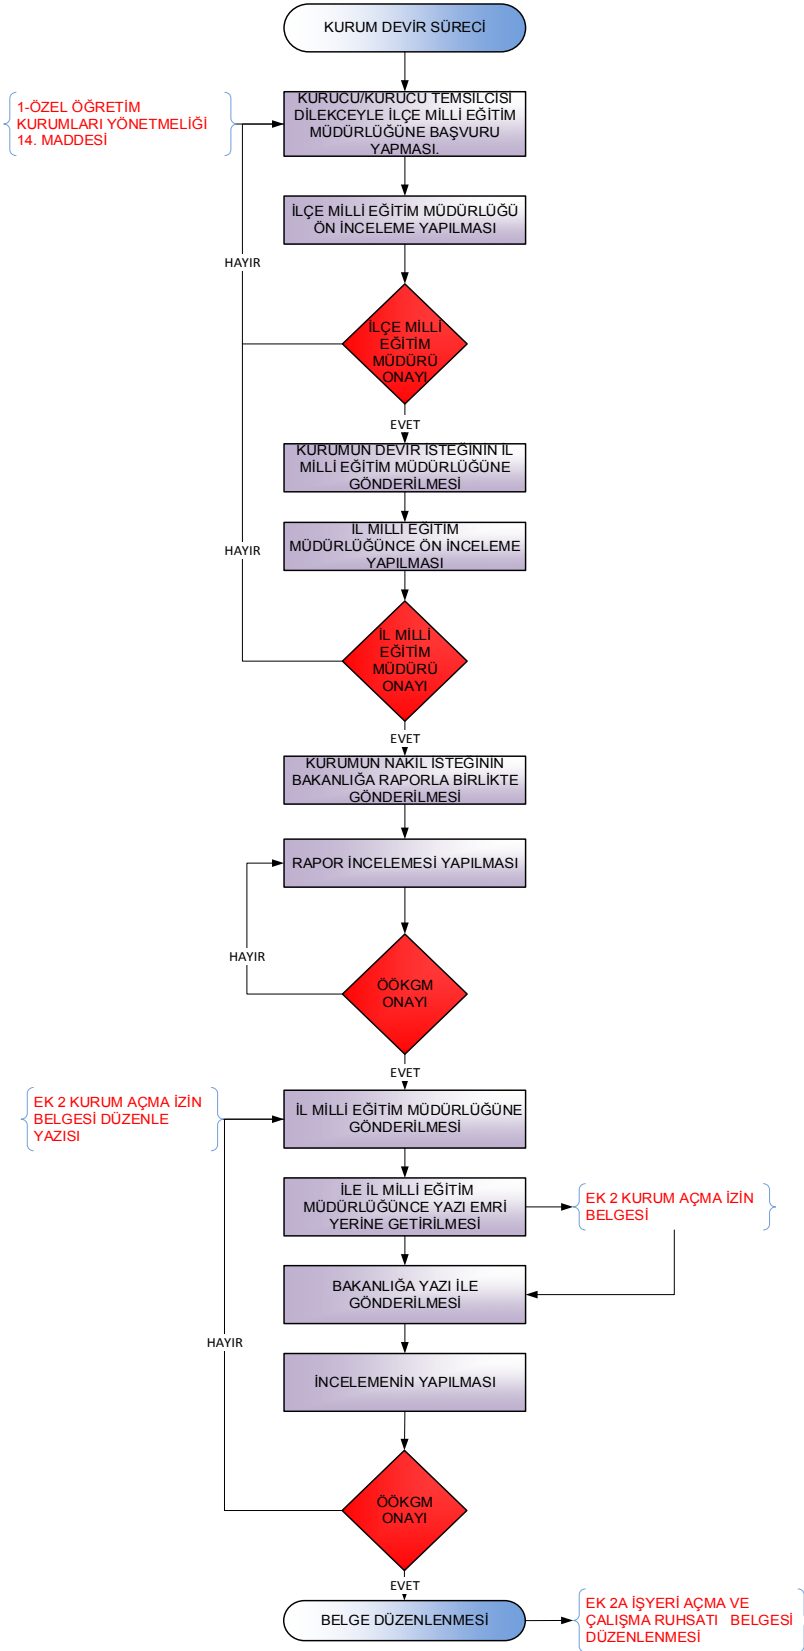 KURUM DEVİR SÜRECİ
1-ÖZEL ÖĞRETİM
KURUMLARI YÖNETMELİĞİ
14. MADDESİ
KURUCU/KURUCU TEMSİLCİSİ
DİLEKCEYLE İLÇE MİLLİ EĞİTİM
MÜDÜRLÜĞÜNE BAŞVURU
YAPMASI.
İLÇE MİLLİ EĞİTİM MÜDÜRLÜĞÜ
ÖN İNCELEME YAPILMASI
HAYIR
İLÇE MİLLİ
EĞİTİM
MÜDÜRÜ
ONAYI
EVET
KURUMUN DEVİR İSTEĞİNİN İL
MİLLİ EĞİTİM MÜDÜRLÜĞÜNE
GÖNDERİLMESİ
İL MİLLİ EĞİTİM
MÜDÜRLÜĞÜNCE ÖN İNCELEME
YAPILMASI
HAYIR
İL MİLLİ
EĞİTİM
MÜDÜRÜ
ONAYI
EVET
KURUMUN NAKİL İSTEĞİNİN
BAKANLIĞA RAPORLA BİRLİKTE
GÖNDERİLMESİ
RAPOR İNCELEMESİ YAPILMASI
HAYIR
ÖÖKGM
ONAYI
EVET
EK 2 KURUM AÇMA İZİN
BELGESİ DÜZENLE
YAZISI
İL MİLLİ EĞİTİM MÜDÜRLÜĞÜNE
GÖNDERİLMESİ
İLE İL MİLLİ EĞİTİM
MÜDÜRLÜĞÜNCE YAZI EMRİ
YERİNE GETİRİLMESİ
EK 2 KURUM AÇMA İZİN
BELGESİ
BAKANLIĞA YAZI İLE
GÖNDERİLMESİ
HAYIR
İNCELEMENİN YAPILMASI
ÖÖKGM
ONAYI
EVET
BELGE DÜZENLENMESİ
EK 2A İŞYERİ AÇMA VE
ÇALIŞMA RUHSATI BELGESİ
DÜZENLENMESİ